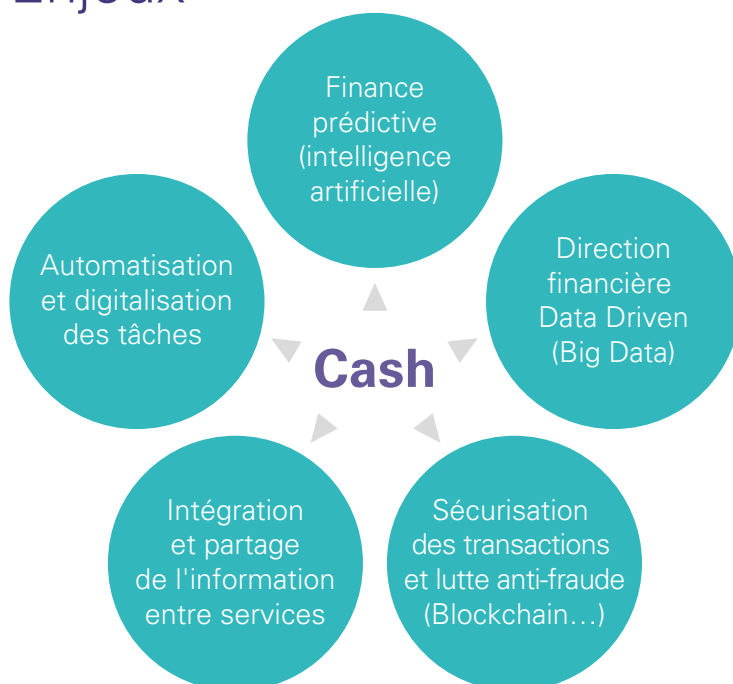 Enjeux
Finance
prédictive
(intelligence
artificielle)
Automatisation
et digitalisation
des tâches
Direction
financière
Data Driven
(Big Data)
Cash
Intégration
et partage
de l'information
entre services
Sécurisation
des transactions
et lutte anti-fraude
(Blockchain…)